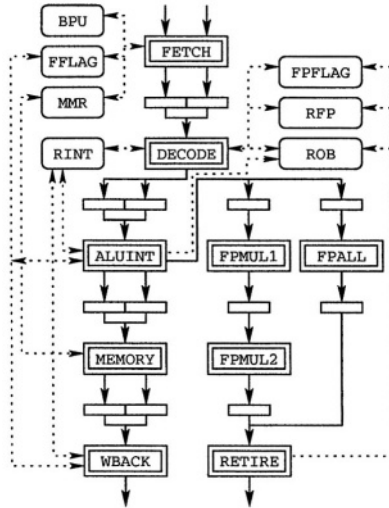 BPU
FFLAG
FETCH
MMR
FPFLAG
RFP
RINT
DECODE
ROB
ALUINT
FPMUL1
FPALL
MEMORY
FPMUL2
WBACK
RETIRE